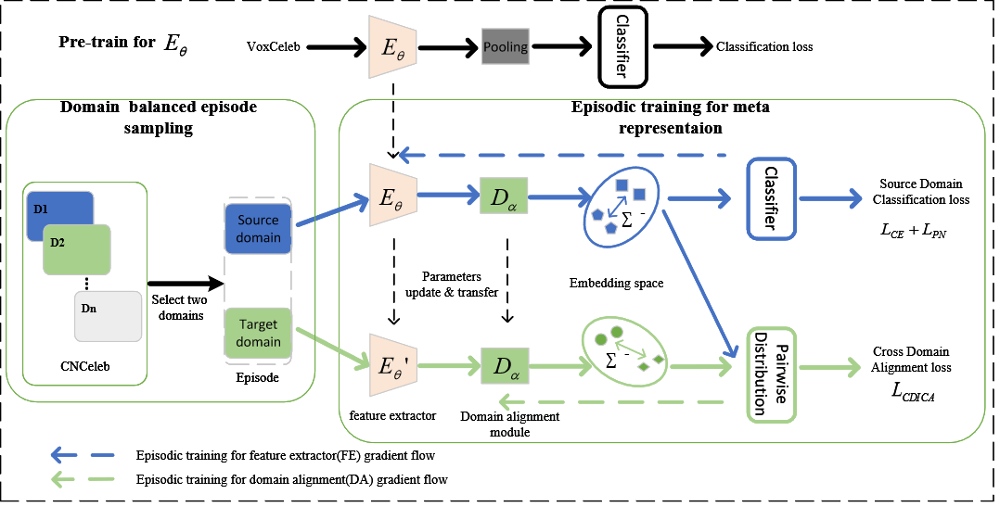 Pre-train for Eθ
VoxCeleb
Eθ
Pooling
Classifier
Classification loss
Domain balanced episode
sampling
D1
D2
Dn
CNCeleb
Select two
domains
Source
domain
Target
domain
Episode
Episodic training for meta
representaion
Eθ
Dα
Σ -
Embedding space
Classifier
Source Domain
Classification loss
LCE + LPN
Parameters
update & transfer
Eθ'
Dα
Σ -
Pairwise
Distribution
Cross Domain
Alignment loss
LCDICA
feature extractor
Domain alignment
module
Episodic training for feature extractor(FE) gradient flow
Episodic training for domain alignment(DA) gradient flow